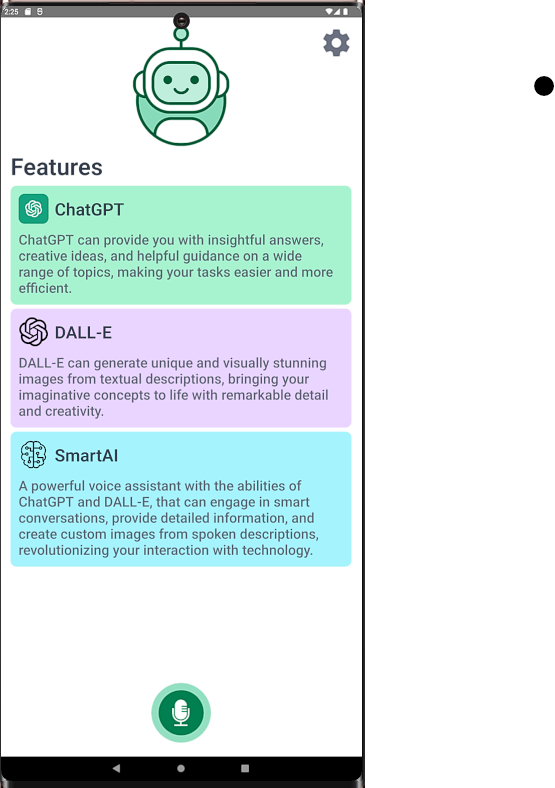 2:25
Features
ChatGPT
ChatGPT can provide you with insightful answers,
creative ideas, and helpful guidance on a wide
range of topics, making your tasks easier and more
efficient.
DALL-E
DALL-E can generate unique and visually stunning
images from textual descriptions, bringing your
imaginative concepts to life with remarkable detail
and creativity.
SmartAI
A powerful voice assistant with the abilities of
ChatGPT and DALL-E, that can engage in smart
conversations, provide detailed information, and
create custom images from spoken descriptions,
revolutionizing your interaction with technology.